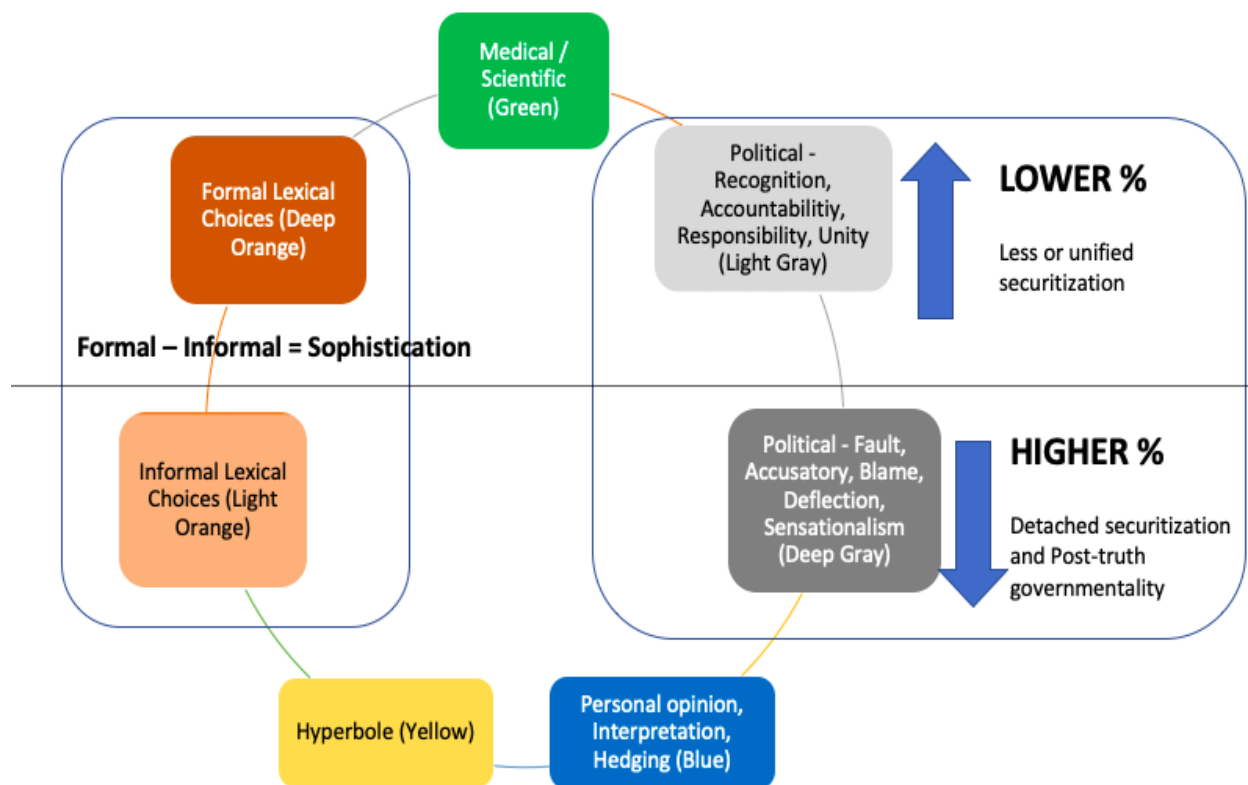 Medical /
Scientific
(Green)
Formal Lexical
Choices (Deep
Orange)
Political -
Recognition,
Accountabilitiy,
Responsibility, Unity
(Light Gray)
LOWER %
Less or unified
securitization
Formal – Informal = Sophistication
Informal Lexical
Choices (Light
Orange)
Political - Fault,
Accusatory, Blame,
Deflection,
Sensationalism
(Deep Gray)
HIGHER %
Detached securitization
and Post-truth
governmentality
Hyperbole (Yellow)
Personal opinion,
Interpretation,
Hedging (Blue)